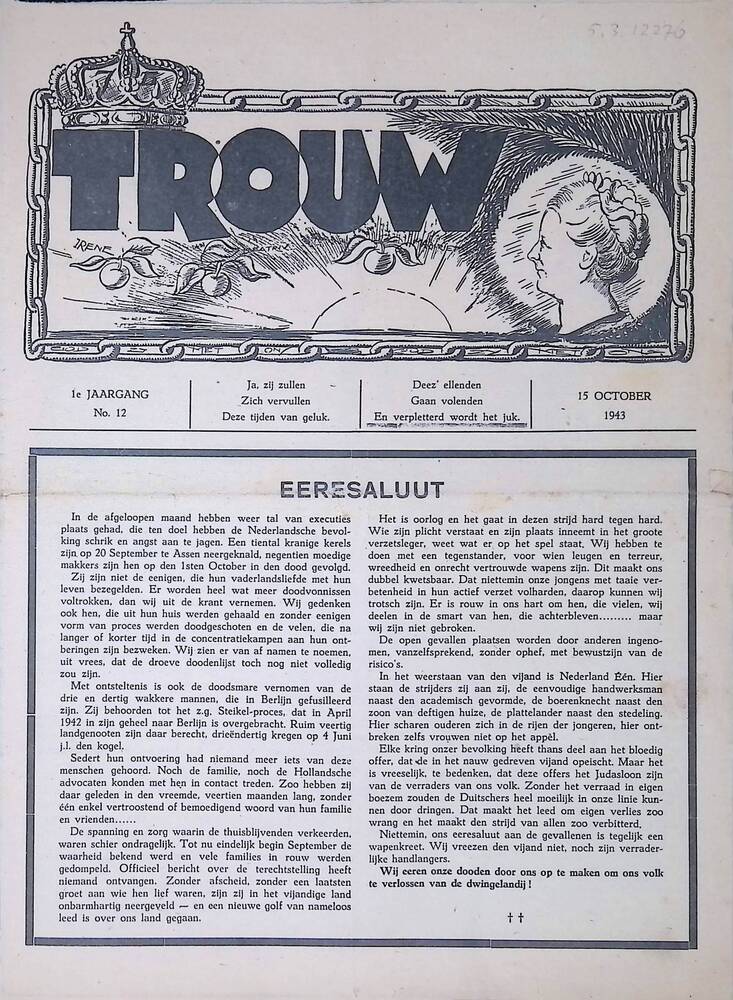 5.3.12276
TROUW
IRENE
GOD ZY MET ONS GOD ZY MET ONS
1e JAARGANG
No. 12
Ja, zij zullen
Zich vervullen
Deze tijden van geluk.
Deez' ellenden
Gaan volenden
En verpletterd wordt het juk.
15 OCTOBER
1943
EERESALUUT
In de afgeloopen maand hebben weer tal van executies
plaats gehad, die ten doel hebben de Nederlandsche bevol-
king schrik en angst aan te jagen. Een tiental kranige kerels
zijn op 20 September te Assen neergeknald, negentien moedige
makkers zijn hen op den 1sten October in den dood gevolgd.
Zij zijn niet de eenigen, die hun vaderlandsliefde met hun
leven bezegelden. Er worden heel wat meer doodvonnissen
voltrokken, dan wij uit de krant vernemen. Wij gedenken
ook hen, die uit hun huis werden gehaald en zonder eenigen
vorm van proces werden doodgeschoten en de velen, die na
langer of korter tijd in de concentratiekampen aan hun ont-
beringen zijn bezweken. Wij zien er van af namen te noemen,
uit vrees, dat de droeve doodenlijst toch nog niet volledig
zou zijn.
Met ontsteltenis is ook de doodsmare vernomen van de
drie en dertig wakkere mannen, die in Berlijn gefusilleerd
zijn. Zij behoorden tot het z.g. Steikel-proces, dat in April
1942 in zijn geheel naar Berlijn is overgebracht. Ruim veertig
landgenooten zijn daar berecht, drieëndertig kregen op 4 Juni
j.l. den kogel.
Sedert hun ontvoering had niemand meer iets van deze
menschen gehoord. Noch de familie, noch de Hollandsche
advocaten konden met hen in contact treden. Zoo hebben zij
daar geleden in den vreemde, veertien maanden lang, zonder
één enkel vertroostend of bemoedigend woord van hun familie
en vrienden......
De spanning en zorg waarin de thuisblijvenden verkeerden,
waren schier ondragelijk. Tot nu eindelijk begin September de
waarheid bekend werd en vele families in rouw werden
gedompeld. Officieel bericht over de terechtstelling heeft
niemand ontvangen. Zonder afscheid, zonder een laatsten
groet aan wie hen lief waren, zijn zij in het vijandige land
onbarmhartig neergeveld — en een nieuwe golf van nameloos
leed is over ons land gegaan.
Het is oorlog en het gaat in dezen strijd hard tegen hard.
Wie zijn plicht verstaat en zijn plaats inneemt in het groote
verzetsleger, weet wat er op het spel staat. Wij hebben te
doen met een tegenstander, voor wien leugen en terreur,
wreedheid en onrecht vertrouwde wapens zijn. Dit maakt ons
dubbel kwetsbaar. Dat niettemin onze jongens met taaie ver-
betenheid in hun actief verzet volharden, daarop kunnen wij
trotsch zijn. Er is rouw in ons hart om hen, die vielen, wij
deelen in de smart van hen, die achterbleven......... maar
wij zijn niet gebroken.
De open gevallen plaatsen worden door anderen ingeno-
men, vanzelfsprekend, zonder ophef, met bewustzijn van de
risico's.
In het weerstaan van den vijand is Nederland Één. Hier
staan de strijders zij aan zij, de eenvoudige handwerksman
naast den academisch gevormde, de boerenknecht naast den
zoon van deftigen huize, de plattelander naast den stedeling.
Hier scharen ouderen zich in de rijen der jongeren, hier ont-
breken zelfs vrouwen niet op het appèl.
Elke kring onzer bevolking heeft thans deel aan het bloedig
offer, dat de in het nauw gedreven vijand opeischt. Maar het
is vreeselijk, te bedenken, dat deze offers het Judasloon zijn
van de verraders van ons volk. Zonder het verraad in eigen
boezem zouden de Duitschers heel moeilijk in onze linie kun-
nen door dringen. Dat maakt het leed om eigen verlies zoo
wrang en het maakt den strijd van allen zoo verbitterd.
Niettemin, ons eeresaluut aan de gevallenen is tegelijk een
wapenkreet. Wij vreezen den vijand niet, noch zijn verrader-
lijke handlangers.
Wij eeren onze dooden door ons op te maken om ons volk
te verlossen van de dwingelandij!
††